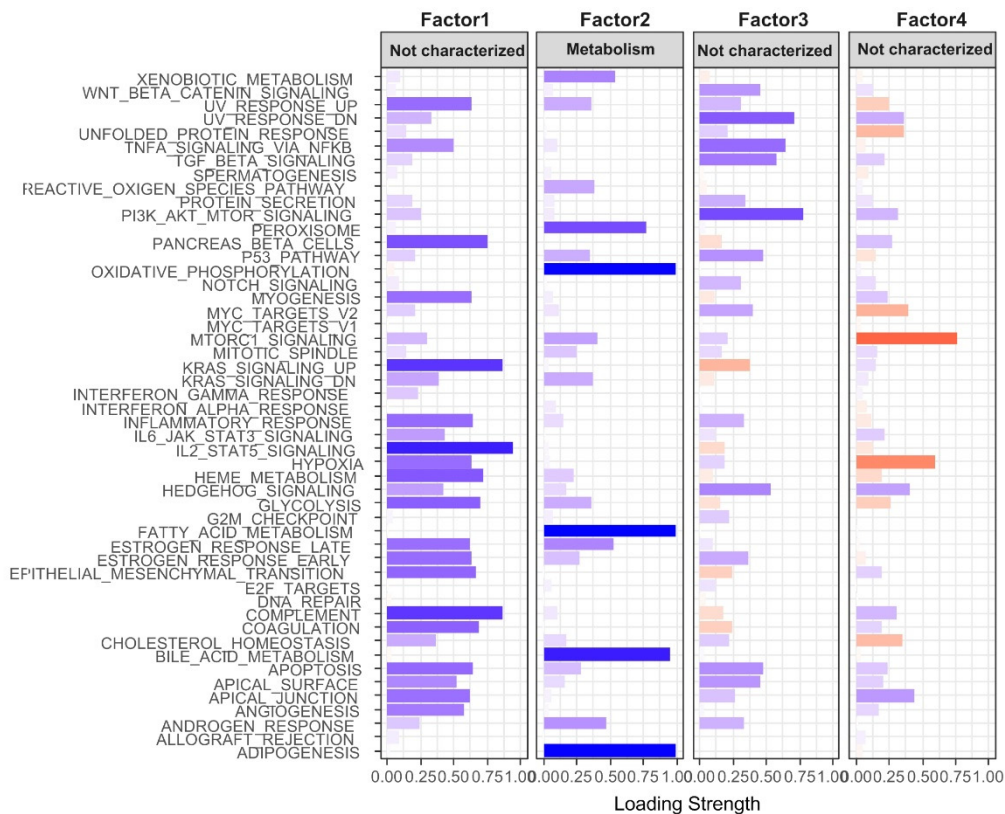 Factor1 Factor2 Factor3 Factor4
Not characterized Metabolism Not characterized Not characterized
XENOBIOTIC_METABOLISM
WNT_BETA_CATENIN_SIGNALING
UV_RESPONSE_UP
UV_RESPONSE_DN
UNFOLDED_PROTEIN_RESPONSE
TNFA_SIGNALING_VIA_NFKB
TGF_BETA_SIGNALING
SPERMATOGENESIS
REACTIVE_OXIGEN_SPECIES_PATHWAY
PROTEIN_SECRETION
PI3K_AKT_MTOR_SIGNALING
PEROXISOME
PANCREAS_BETA_CELLS
P53_PATHWAY
OXIDATIVE_PHOSPHORYLATION
NOTCH_SIGNALING
MYOGENESIS
MYC_TARGETS_V2
MYC_TARGETS_V1
MTORC1_SIGNALING
MITOTIC_SPINDLE
KRAS_SIGNALING_UP
KRAS_SIGNALING_DN
INTERFERON_GAMMA_RESPONSE
INTERFERON_ALPHA_RESPONSE
INFLAMMATORY_RESPONSE
IL6_JAK_STAT3_SIGNALING
IL2_STAT5_SIGNALING
HYPOXIA
HEME_METABOLISM
HEDGEHOG_SIGNALING
GLYCOLYSIS
G2M_CHECKPOINT
FATTY_ACID_METABOLISM
ESTROGEN_RESPONSE_LATE
ESTROGEN_RESPONSE_EARLY
EPITHELIAL_MESENCHYMAL_TRANSITION
E2F_TARGETS
DNA_REPAIR
COMPLEMENT
COAGULATION
CHOLESTEROL_HOMEOSTASIS
BILE_ACID_METABOLISM
APOPTOSIS
APICAL_SURFACE
APICAL_JUNCTION
ANGIOGENESIS
ANDROGEN_RESPONSE
ALLOGRAFT_REJECTION
ADIPOGENESIS
0.00 0.25 0.50 0.75 1.00 0.00 0.25 0.50 0.75 1.00 0.00 0.25 0.50 0.75 1.00 0.00 0.25 0.50 0.75 1.00
Loading Strength